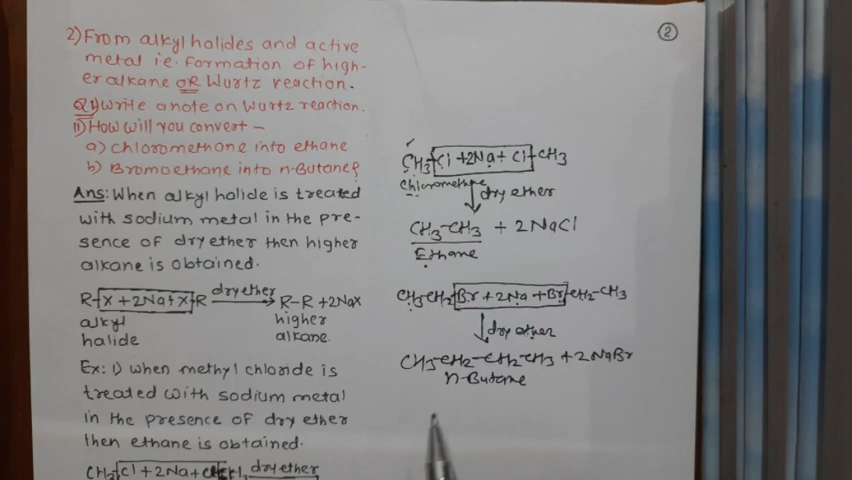 2
2) From alkyl halides and active
metal i.e. formation of high-
er alkane OR Wurtz reaction.
Q1) Write a note on Wurtz reaction.
ii) How will you convert –
a) Chloromethane into ethane
b) Bromoethane into n-Butane?
Ans: When alkyl halide is treated
with sodium metal in the pre-
sence of dry ether then higher
alkane is obtained.
R-X + 2Na + X-R dry ether → R-R + 2NaX
alkyl higher
halide alkane.
Ex: 1) when methyl chloride is
treated with sodium metal
in the presence of dry ether
then ethane is obtained.
CH3-Cl + 2Na + dry ether
CH3-Cl + 2Na + Cl-CH3
Chloromethane
↓ dry ether
CH3-CH3 + 2NaCl
Ethane
CH3CH2-Br + 2Na + Br-CH2-CH3
↓ dry ether
CH3-CH2-CH2-CH3 + 2NaBr
n-Butane